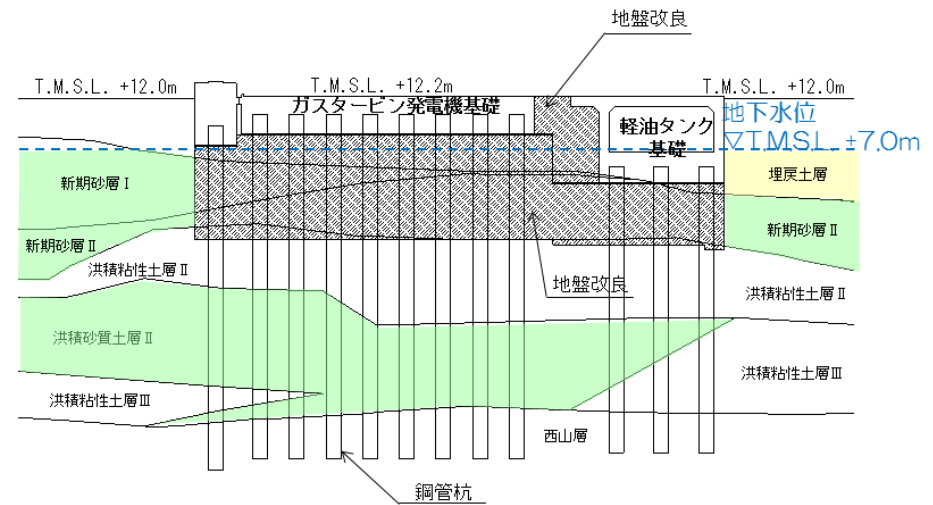 地盤改良
T.M.S.L. +12.0m
T.M.S.L. +12.2m
T.M.S.L. +12.0m
ガスタービン発電機基礎
軽油タンク
基礎
地下水位
▽T.M.S.L. +7.0m
新期砂層Ⅰ
埋戻土層
新期砂層Ⅱ
新期砂層Ⅱ
洪積粘性土層Ⅱ
地盤改良
洪積粘性土層Ⅱ
洪積砂質土層Ⅱ
洪積粘性土層Ⅲ
洪積粘性土層Ⅲ
西山層
鋼管杭